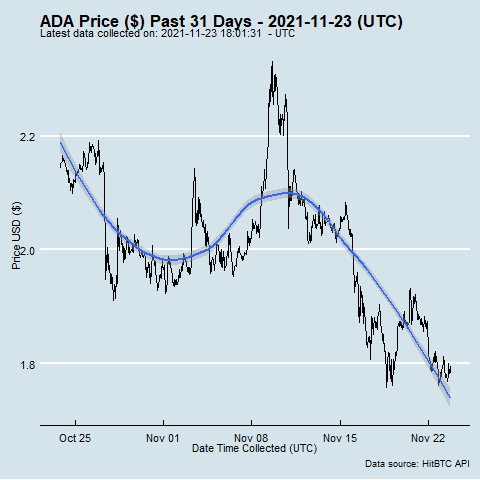 ADA Price ($) Past 31 Days - 2021-11-23 (UTC)
Latest data collected on: 2021-11-23 18:01:31 - UTC
Price USD ($)
2.2
2.0
1.8
Oct 25 Nov 01 Nov 08 Nov 15 Nov 22
Date Time Collected (UTC)
Data source: HitBTC API